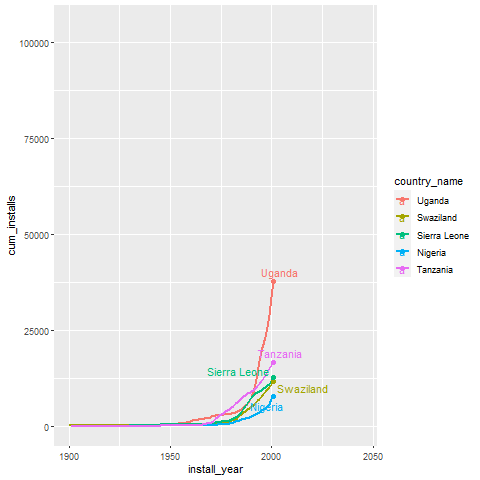 100000
75000
50000
25000
0
cum_installs
1900
1950
2000
2050
install_year
Uganda
Tanzania
Sierra Leone
Swaziland
Nigeria
country_name
Uganda
Swaziland
Sierra Leone
Nigeria
Tanzania